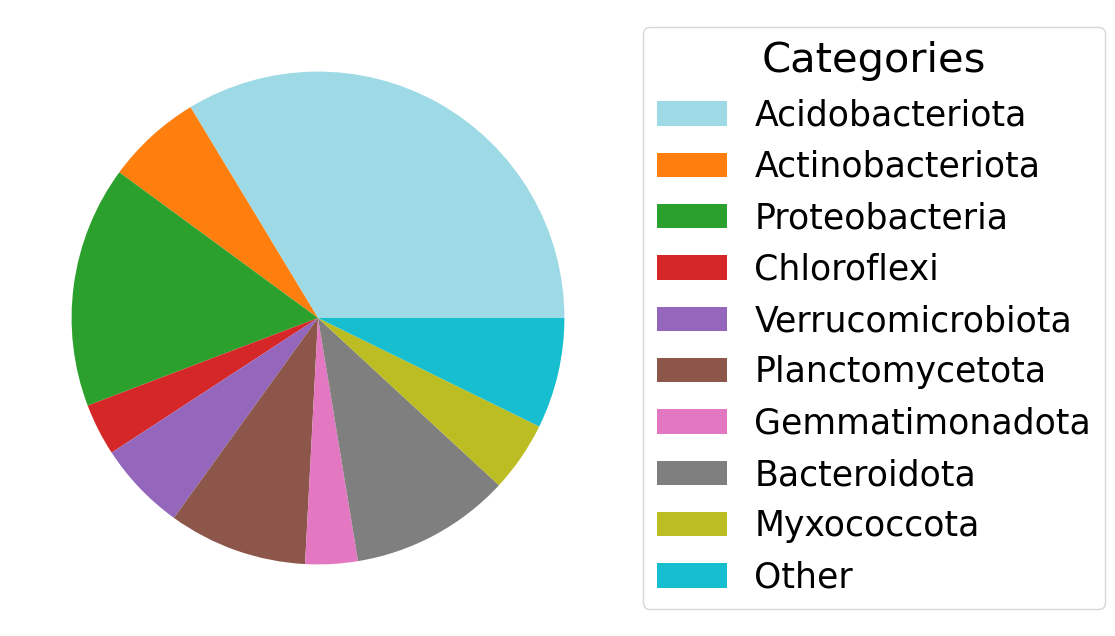 Categories
Acidobacteriota
Actinobacteriota
Proteobacteria
Chloroflexi
Verrucomicrobiota
Planctomycetota
Gemmatimonadota
Bacteroidota
Myxococcota
Other